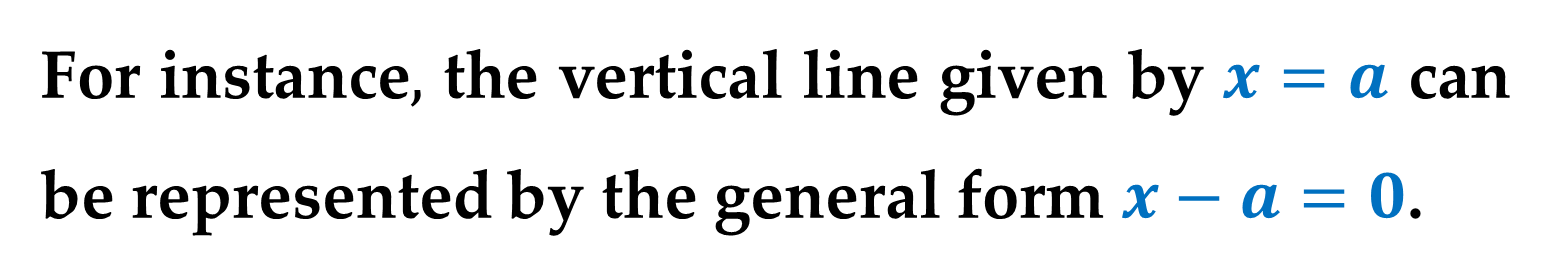 For instance, the vertical line given by x = a can
be represented by the general form x − a = 0.